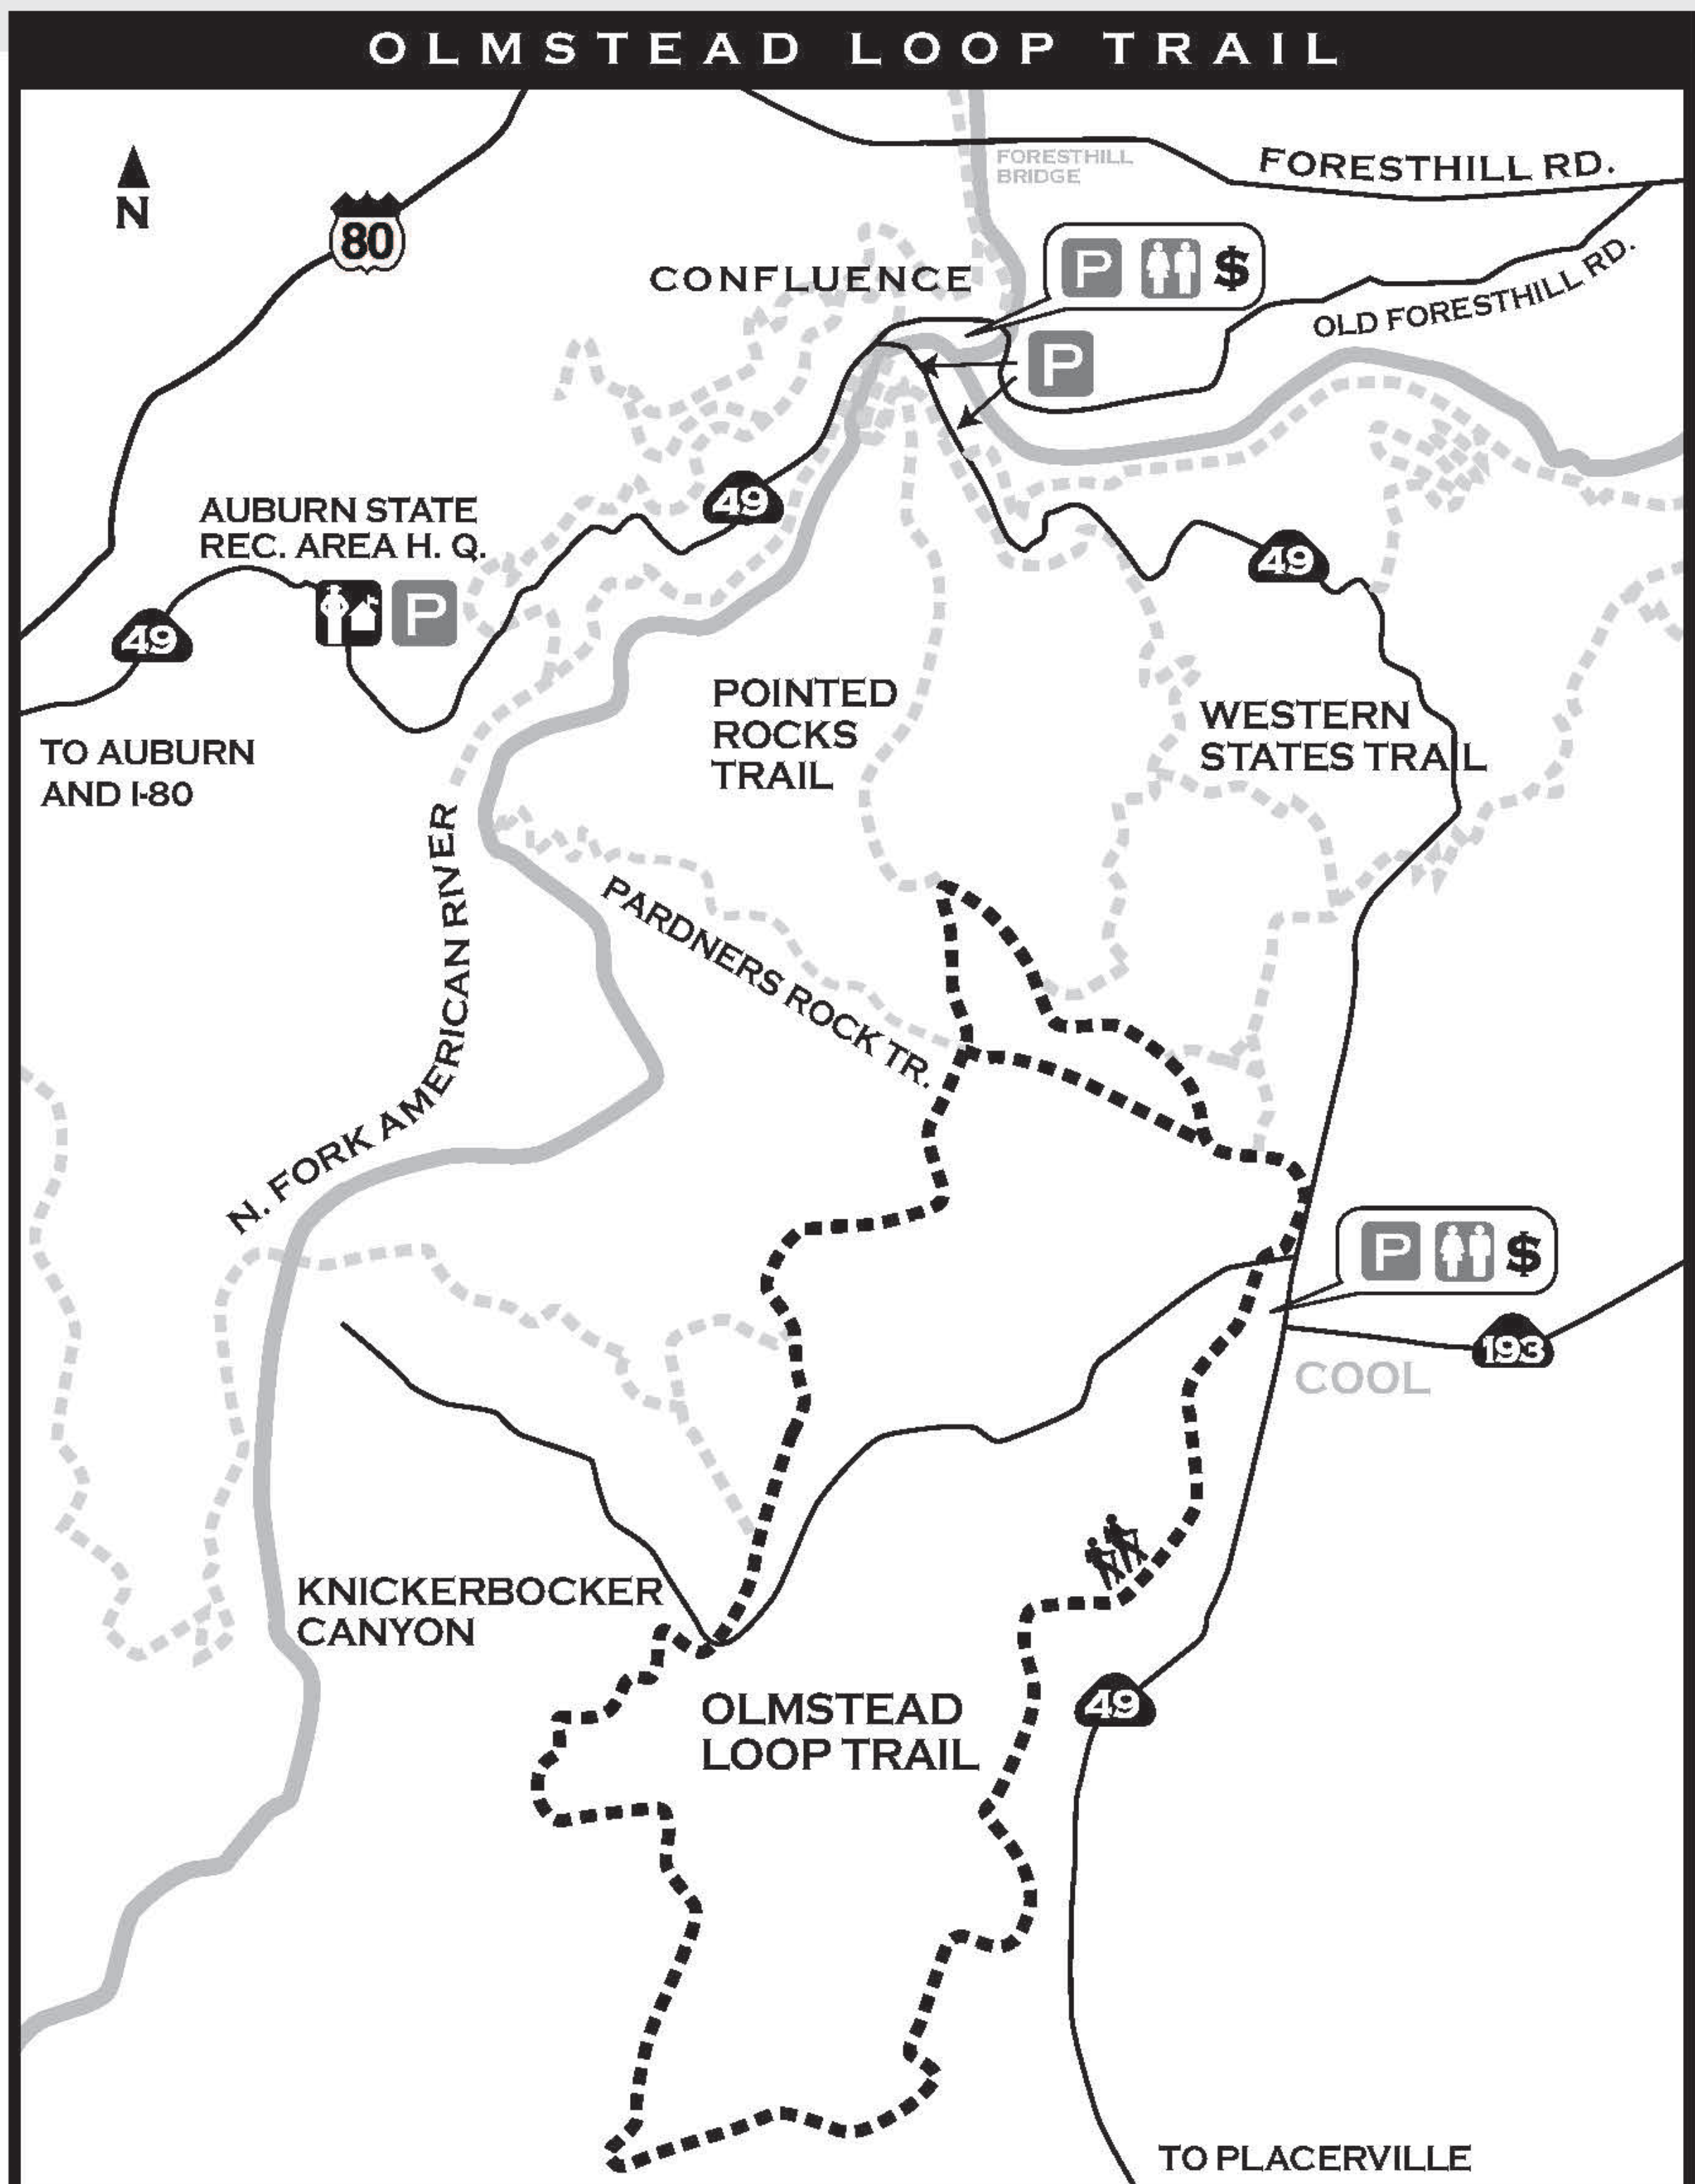 OLMSTEAD LOOP TRAIL
FORESTHILL
BRIDGE
FORESTHILL RD.
N
80
CONFLUENCE
P
$
OLD FORESTHILL RD.
P
49
AUBURN STATE
REC. AREA H. Q.
P
49
49
TO AUBURN
AND I-80
POINTED
ROCKS
TRAIL
WESTERN
STATES TRAIL
N. FORK AMERICAN RIVER
PARDNERS ROCK TR.
P
$
193
COOL
KNICKERBOCKER
CANYON
OLMSTEAD
LOOP TRAIL
49
TO PLACERVILLE